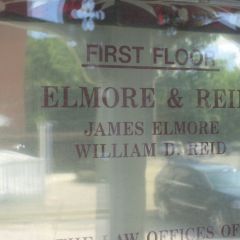 FIRST FLOOR
ELMORE & REID
JAMES ELMORE
WILLIAM D. REID
THE LAW OFFICES OF